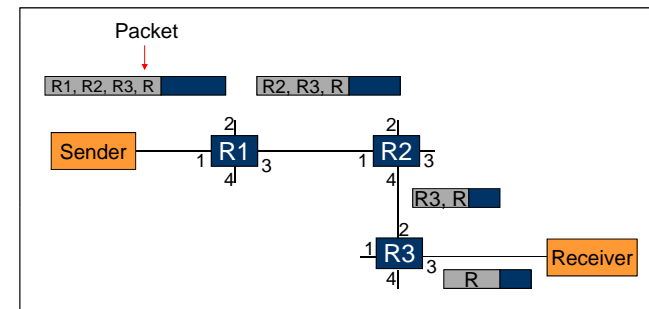 Packet
R1, R2, R3, R
R2, R3, R
2
2
Sender
1
R1
3
1
R2
3
4
4
R3, R
2
1
R3
3
Receiver
4
R